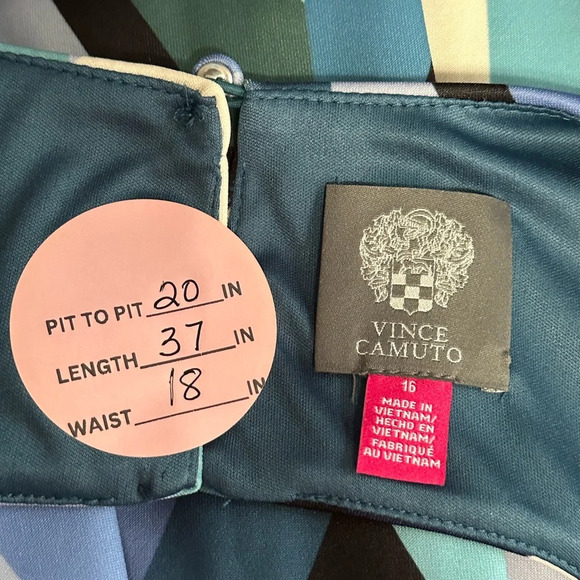 PIT TO PIT 20 IN
LENGTH 37 IN
WAIST 18 IN
VINCE
CAMUTO
16
MADE IN
VIETNAM/
HECHO EN
VIETNAM/
FABRIQUÉ
AU VIETNAM